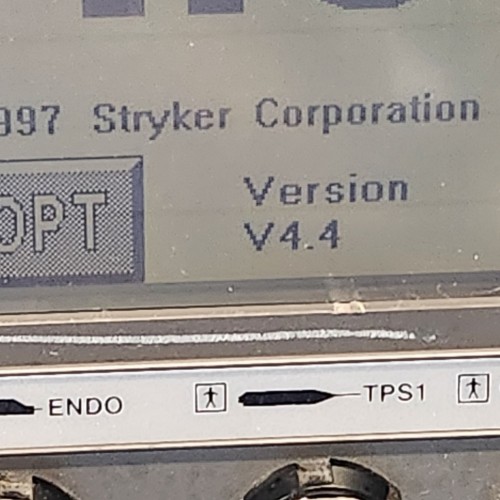 997 Stryker Corporation
OPT
Version
V4.4
ENDO
TPS1